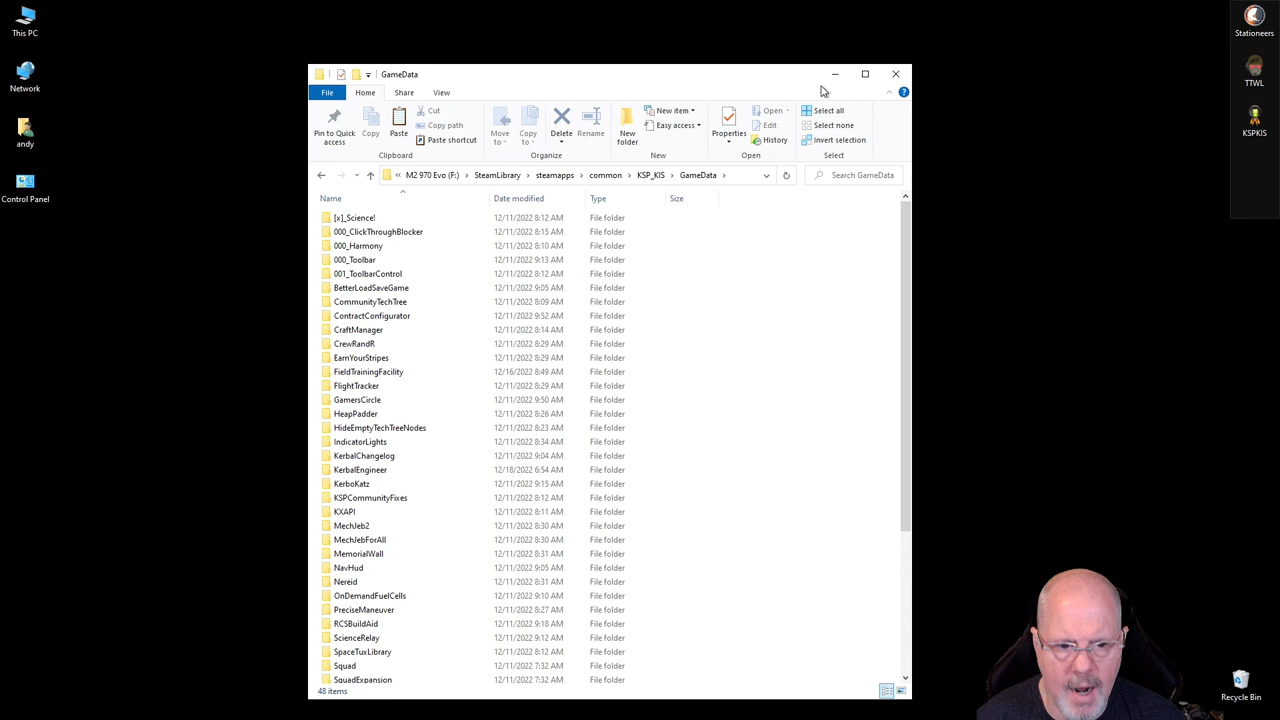 This PC
Network
andy
Control Panel
GameData
File Home Share View
Pin to Quick access
Copy
Paste
Cut
Copy path
Paste shortcut
Clipboard
Move to
Copy to
Delete
Rename
Organize
New folder
New item
Easy access
New
Properties
Open
Edit
History
Open
Select all
Select none
Invert selection
Select
« M2 970 Evo (F:) > SteamLibrary > steamapps > common > KSP_KIS > GameData >
Search GameData
Name Date modified Type Size
[x]_Science! 12/11/2022 8:12 AM File folder
000_ClickThroughBlocker 12/11/2022 8:15 AM File folder
000_Harmony 12/11/2022 8:10 AM File folder
000_Toolbar 12/11/2022 9:13 AM File folder
001_ToolbarControl 12/11/2022 8:12 AM File folder
BetterLoadSaveGame 12/11/2022 9:05 AM File folder
CommunityTechTree 12/11/2022 8:09 AM File folder
ContractConfigurator 12/11/2022 9:52 AM File folder
CraftManager 12/11/2022 8:14 AM File folder
CrewRandR 12/11/2022 8:29 AM File folder
EarnYourStripes 12/11/2022 8:29 AM File folder
FieldTrainingFacility 12/16/2022 8:49 AM File folder
FlightTracker 12/11/2022 8:29 AM File folder
GamersCircle 12/11/2022 9:50 AM File folder
HeapPadder 12/11/2022 8:26 AM File folder
HideEmptyTechTreeNodes 12/11/2022 8:23 AM File folder
IndicatorLights 12/11/2022 8:34 AM File folder
KerbalChangelog 12/11/2022 9:04 AM File folder
KerbalEngineer 12/18/2022 6:54 AM File folder
KerboKatz 12/11/2022 9:15 AM File folder
KSPCommunityFixes 12/11/2022 8:12 AM File folder
KXAPI 12/11/2022 8:11 AM File folder
MechJeb2 12/11/2022 8:30 AM File folder
MechJebForAll 12/11/2022 8:30 AM File folder
MemorialWall 12/11/2022 8:31 AM File folder
NavHud 12/11/2022 9:05 AM File folder
Nereid 12/11/2022 8:31 AM File folder
OnDemandFuelCells 12/11/2022 9:10 AM File folder
PreciseManeuver 12/11/2022 8:27 AM File folder
RCSBuildAid 12/11/2022 9:18 AM File folder
ScienceRelay 12/11/2022 9:12 AM File folder
SpaceTuxLibrary 12/11/2022 8:12 AM File folder
Squad 12/11/2022 7:32 AM File folder
SquadExpansion 12/11/2022 7:32 AM File folder
48 items
Stationeers
TTWL
KSPKIS
Recycle Bin